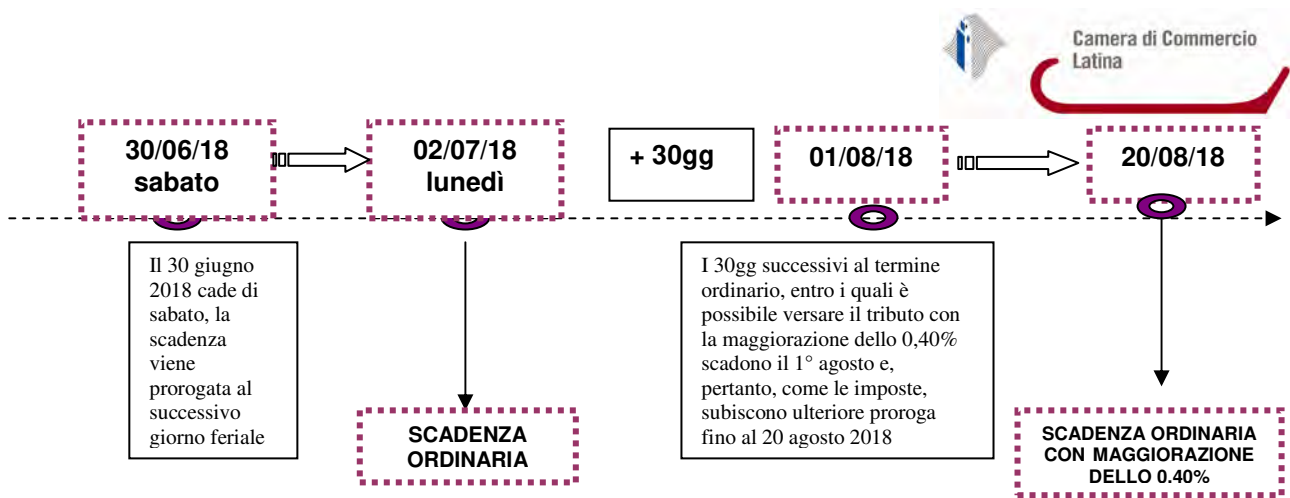 Camera di Commercio
Latina
30/06/18
sabato
02/07/18
lunedì
+ 30gg
01/08/18
20/08/18
Il 30 giugno
2018 cade di
sabato, la
scadenza
viene
prorogata al
successivo
giorno feriale
I 30gg successivi al termine
ordinario, entro i quali è
possibile versare il tributo con
la maggiorazione dello 0,40%
scadono il 1° agosto e,
pertanto, come le imposte,
subiscono ulteriore proroga
fino al 20 agosto 2018
SCADENZA
ORDINARIA
SCADENZA ORDINARIA
CON MAGGIORAZIONE
DELLO 0.40%